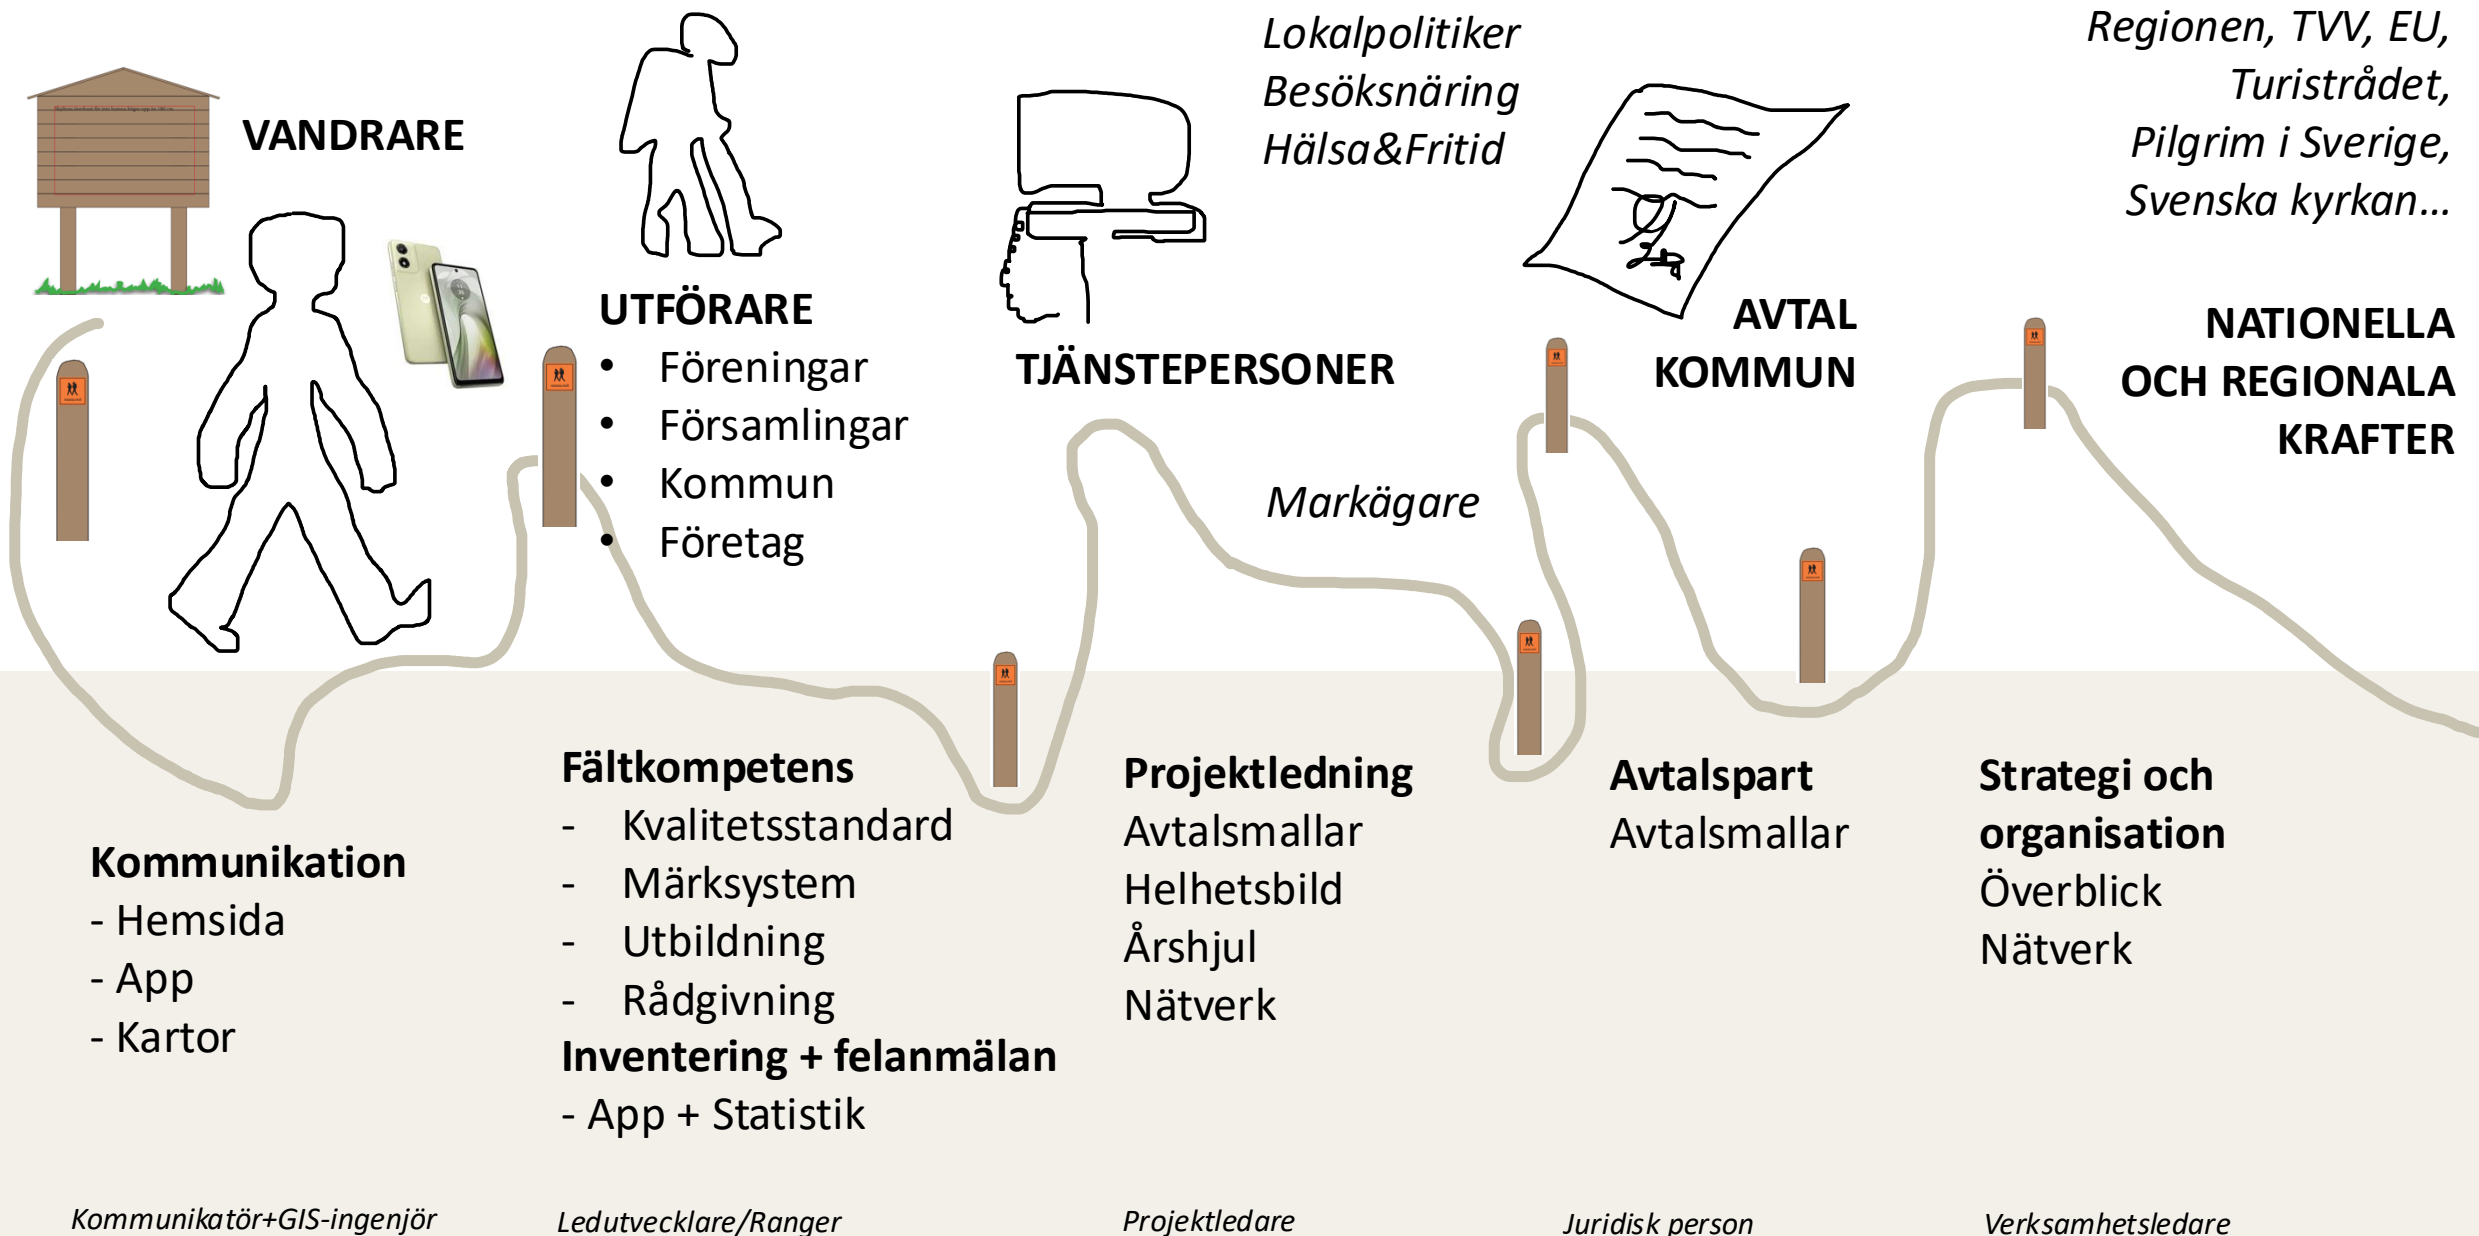 VANDRARE
UTFÖRARE
• Föreningar
• Församlingar
• Kommun
• Företag
Lokalpolitiker
Besöksnäring
Hälsa&Fritid
TJÄNSTEPERSONER
Markägare
AVTAL
KOMMUN
Regionen, TVV, EU,
Turistrådet,
Pilgrim i Sverige,
Svenska kyrkan...
NATIONELLA
OCH REGIONALA
KRAFTER
Kommunikation
- Hemsida
- App
- Kartor
Fältkompetens
- Kvalitetsstandard
- Märksystem
- Utbildning
- Rådgivning
Inventering + felanmälan
- App + Statistik
Projektledning
Avtalsmallar
Helhetsbild
Årshjul
Nätverk
Avtalspart
Avtalsmallar
Strategi och
organisation
Överblick
Nätverk
Kommunikatör+GIS-ingenjör
Ledutvecklare/Ranger
Projektledare
Juridisk person
Verksamhetsledare